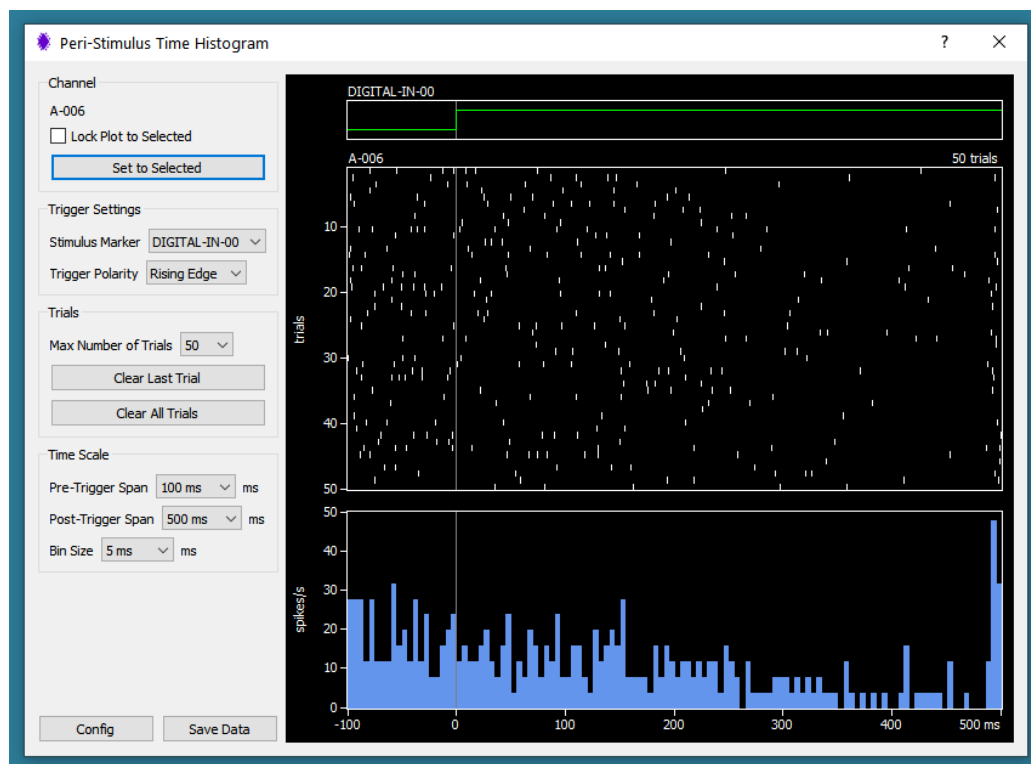 Peri-Stimulus Time Histogram
?
Channel
A-006
Lock Plot to Selected
Set to Selected
Trigger Settings
Stimulus Marker DIGITAL-IN-00
Trigger Polarity Rising Edge
Trials
Max Number of Trials 50
Clear Last Trial
Clear All Trials
Time Scale
Pre-Trigger Span 100 ms ms
Post-Trigger Span 500 ms ms
Bin Size 5 ms ms
Config Save Data
DIGITAL-IN-00
A-006 50 trials
10
20
30
40
50
trials
50
40
30
20
10
0
spikes/s
-100 0 100 200 300 400 500 ms